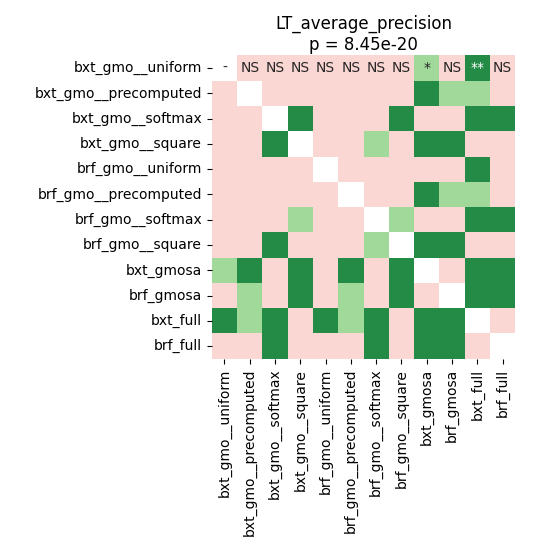 LT_average_precision
p = 8.45e-20
bxt_gmo__uniform - NS NS NS NS NS NS NS * NS ** NS
bxt_gmo__precomputed
bxt_gmo__softmax
bxt_gmo__square
brf_gmo__uniform
brf_gmo__precomputed
brf_gmo__softmax
brf_gmo__square
bxt_gmosa
brf_gmosa
bxt_full
brf_full
bxt_gmo__uniform
bxt_gmo__precomputed
bxt_gmo__softmax
bxt_gmo__square
brf_gmo__uniform
brf_gmo__precomputed
brf_gmo__softmax
brf_gmo__square
bxt_gmosa
brf_gmosa
bxt_full
brf_full